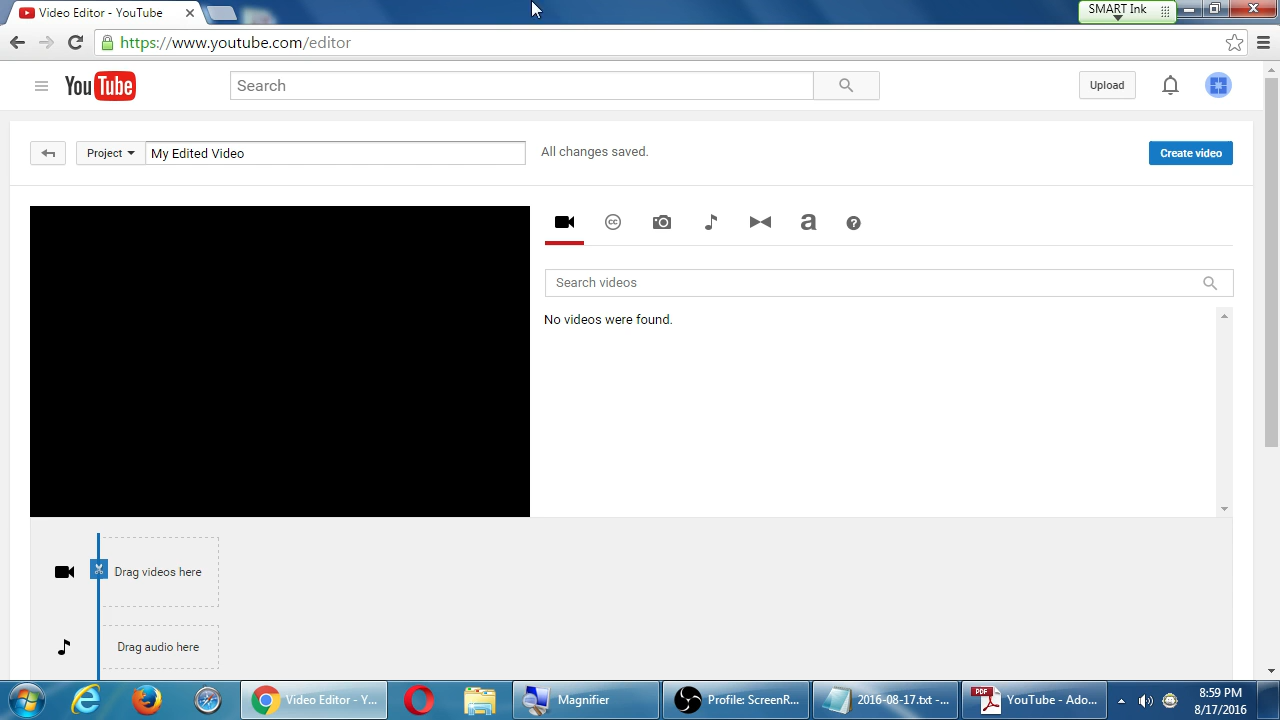 Video Editor - YouTube
SMART Ink
https://www.youtube.com/editor
YouTube
Search
Upload
Project
My Edited Video
All changes saved.
Create video
cc
a
?
Search videos
No videos were found.
Drag videos here
Drag audio here
Video Editor - Y...
Magnifier
Profile: ScreenR...
2016-08-17.txt -...
PDF
YouTube - Ado...
8:59 PM
8/17/2016